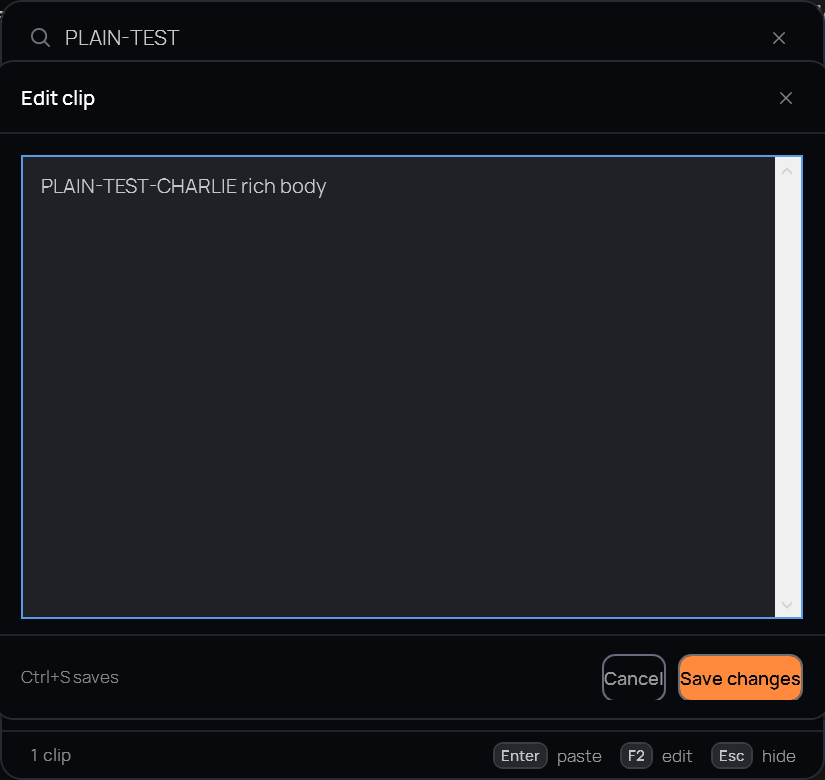 PLAIN-TEST
Edit clip
PLAIN-TEST-CHARLIE rich body
Ctrl+S saves
Cancel
Save changes
1 clip
Enter paste F2 edit Esc hide